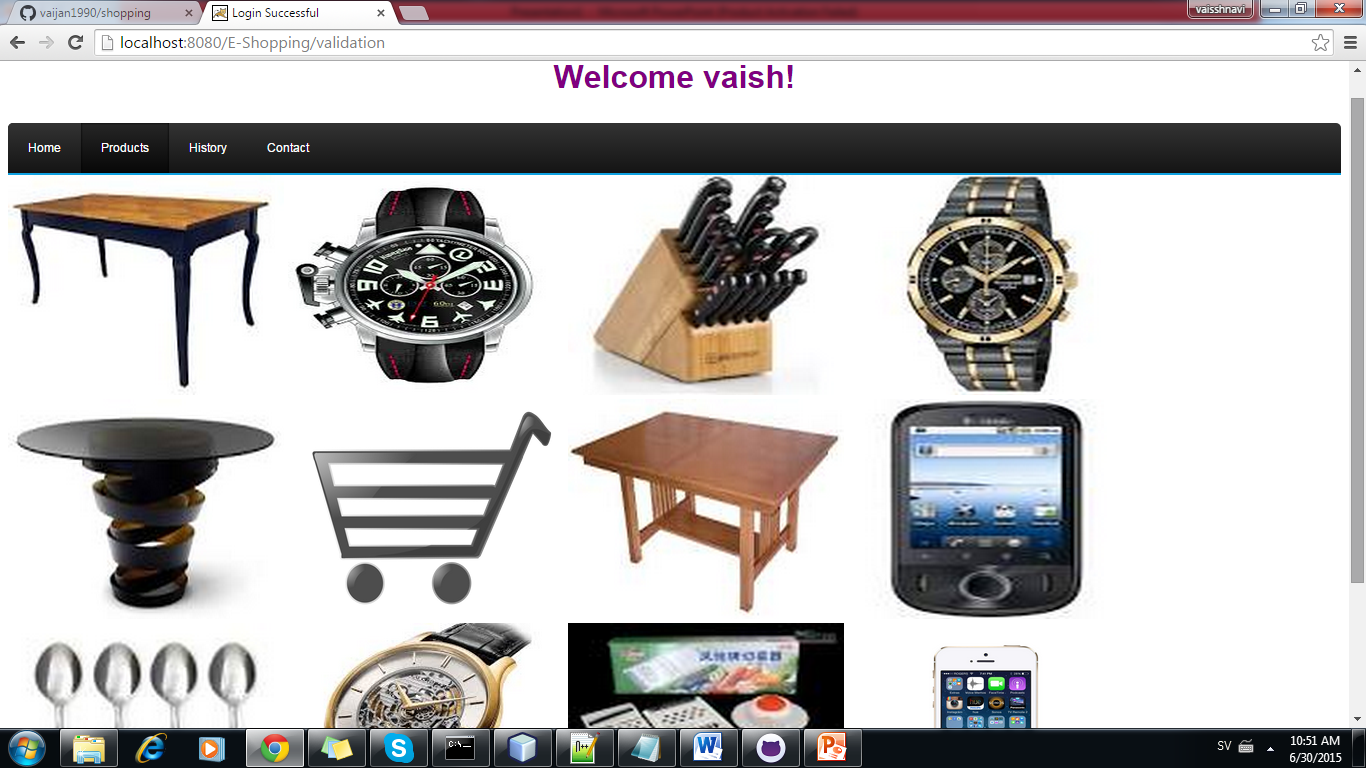 vaijan1990/shopping
Login Successful
vaisshnavi
localhost:8080/E-Shopping/validation
Welcome vaish!
Home
Products
History
Contact
SV
10:51 AM
6/30/2015